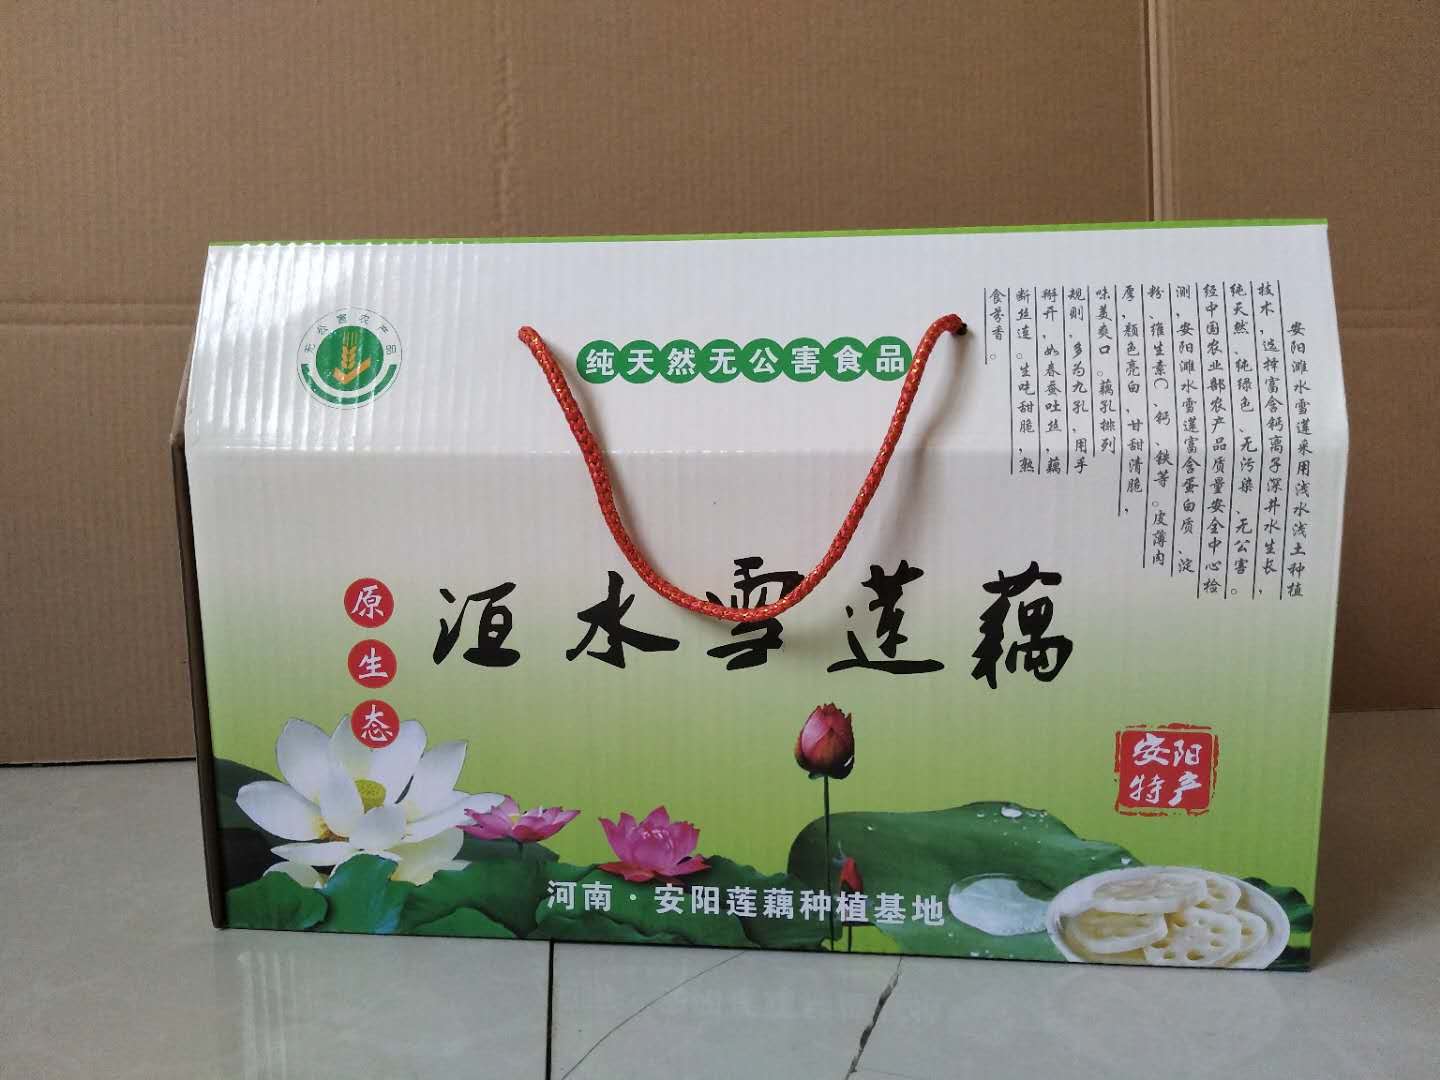 无公害农产品
纯天然无公害食品
安阳滩水雪莲采用浅水浅土种植
技术，选择富含钙离子深井水生长，
纯天然、纯绿色、无污染、无公害。
经中国农业部农产品质量安全中心检
测，安阳滩水雪莲富含蛋白质、淀
粉、维生素C、钙、铁等。皮薄肉
厚，颜色亮白，甘甜清脆，
味美爽口。藕孔排列
规则，多为九孔，用手
掰开，如春蚕吐丝，藕
断丝连。生吃甜脆，熟
食芬香。
原生态
洹水雪莲藕
安阳
特产
河南·安阳莲藕种植基地